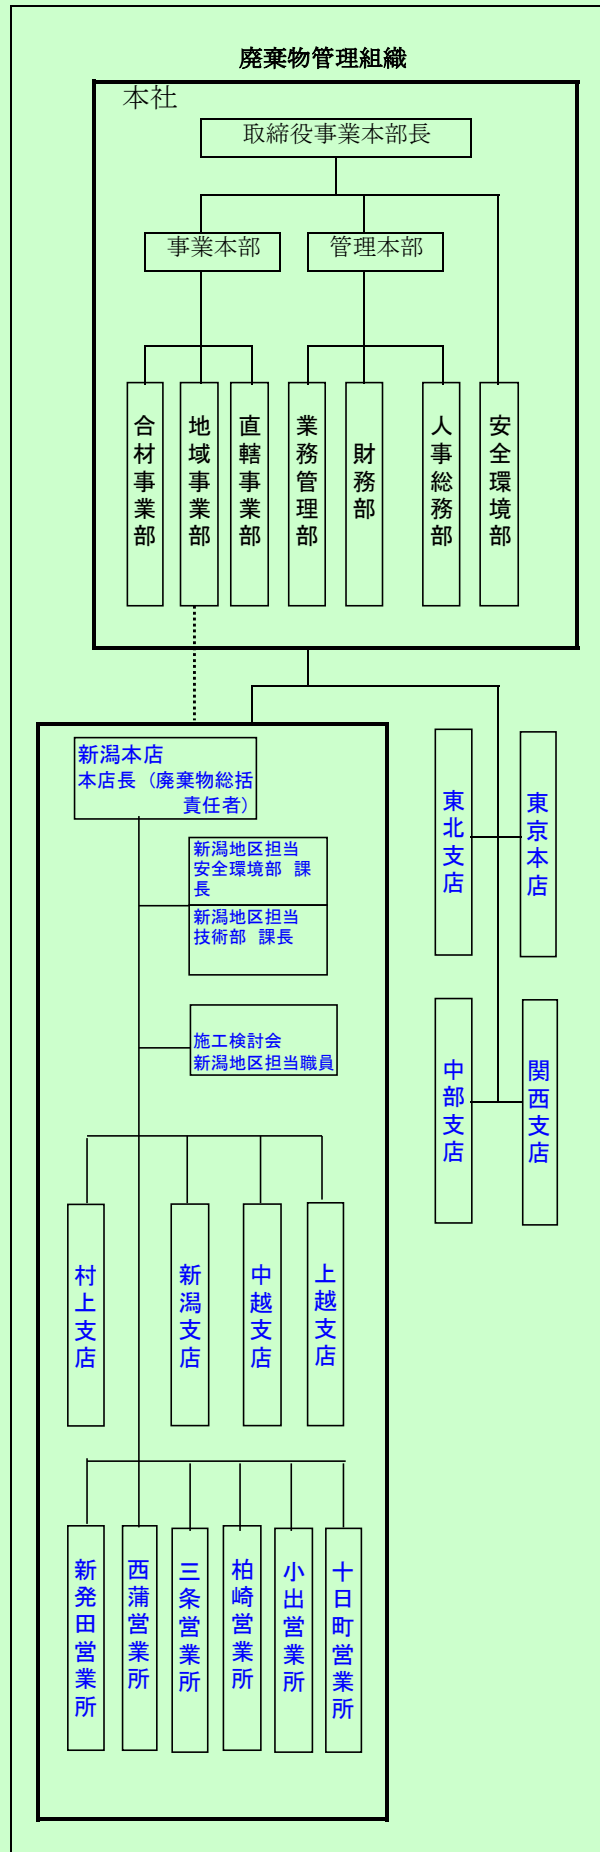 廃棄物管理組織
本社
取締役事業本部長
事業本部
管理本部
合材事業部
地域事業部
直轄事業部
業務管理部
財務部
人事総務部
安全環境部
新潟本店
本店長（廃棄物総括
責任者）
新潟地区担当
安全環境部 課
長
新潟地区担当
技術部 課長
施工検討会
新潟地区担当職員
東北支店
東京本店
中部支店
関西支店
村上支店
新潟支店
中越支店
上越支店
新発田営業所
西蒲営業所
三条営業所
柏崎営業所
小出営業所
十日町営業所